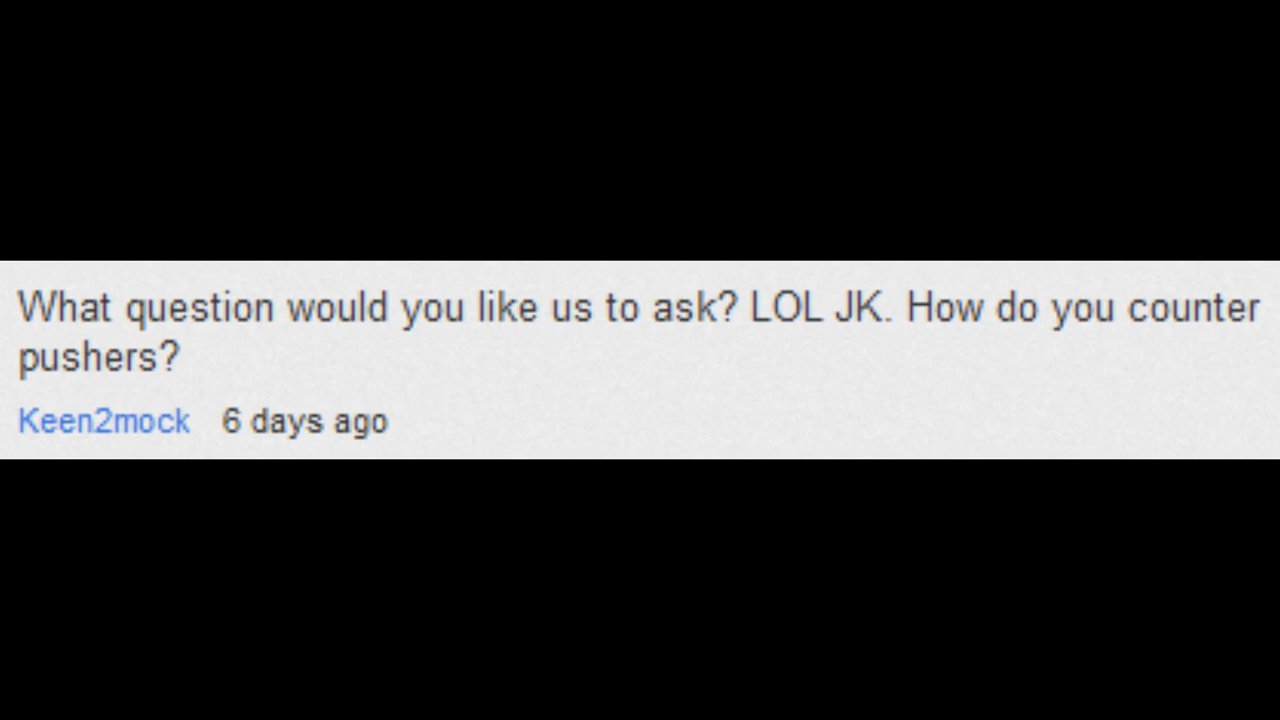 What question would you like us to ask? LOL JK. How do you counter
pushers?
Keen2mock 6 days ago